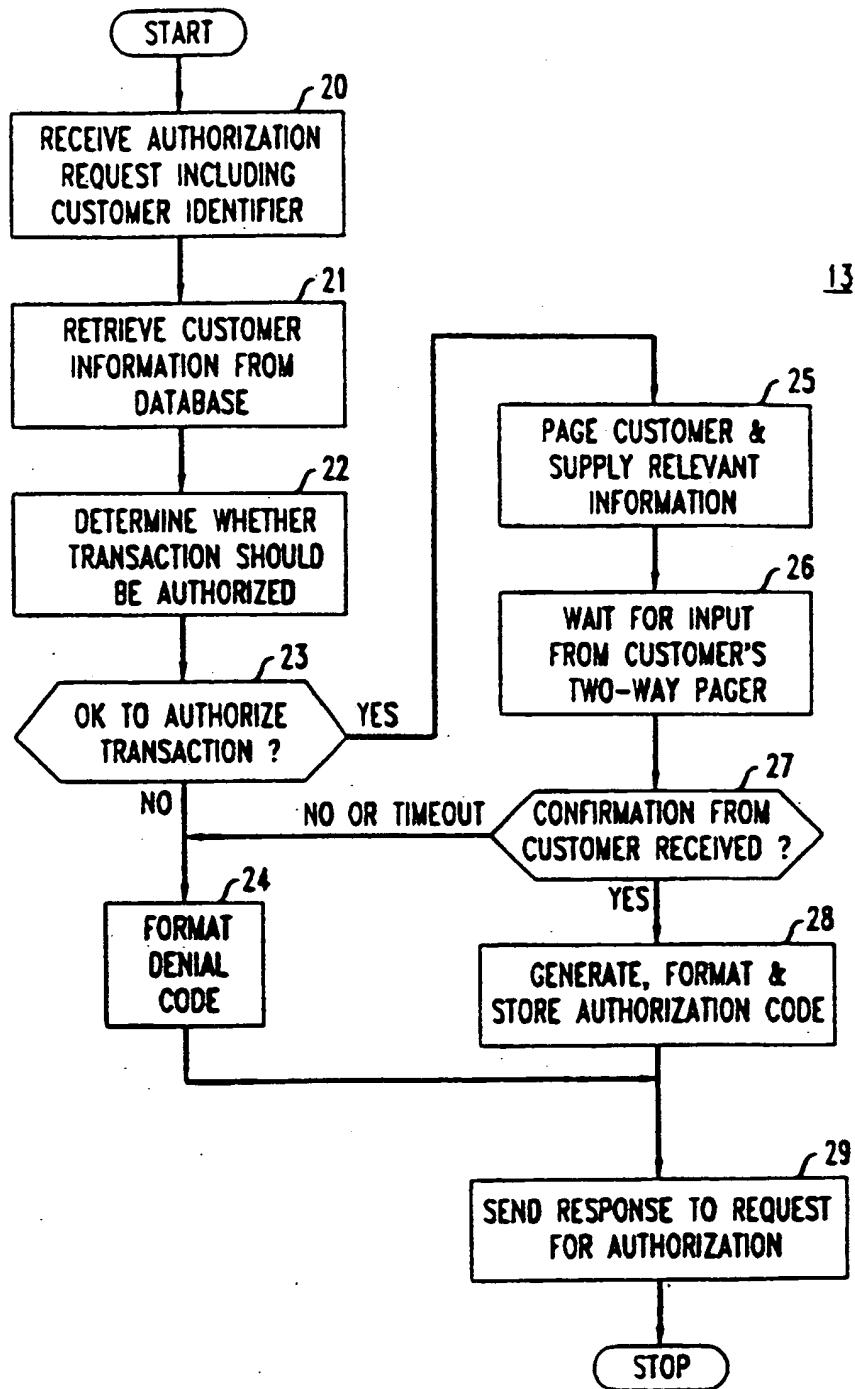 START
20
RECEIVE AUTHORIZATION
REQUEST INCLUDING
CUSTOMER IDENTIFIER
21
RETRIEVE CUSTOMER
INFORMATION FROM
DATABASE
22
DETERMINE WHETHER
TRANSACTION SHOULD
BE AUTHORIZED
23
OK TO AUTHORIZE
TRANSACTION ?
YES
NO
24
FORMAT
DENIAL
CODE
13
25
PAGE CUSTOMER &
SUPPLY RELEVANT
INFORMATION
26
WAIT FOR INPUT
FROM CUSTOMER'S
TWO-WAY PAGER
27
CONFIRMATION FROM
CUSTOMER RECEIVED ?
NO OR TIMEOUT
YES
28
GENERATE, FORMAT &
STORE AUTHORIZATION CODE
29
SEND RESPONSE TO REQUEST
FOR AUTHORIZATION
STOP